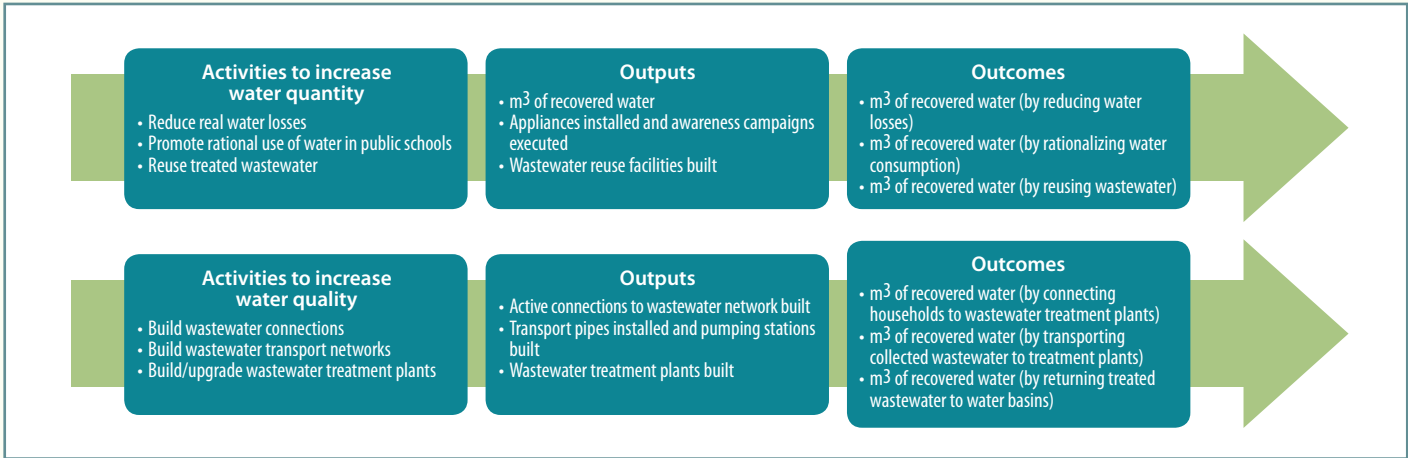 Activities to increase
water quantity
• Reduce real water losses
• Promote rational use of water in public schools
• Reuse treated wastewater
Outputs
• m³ of recovered water
• Appliances installed and awareness campaigns
executed
• Wastewater reuse facilities built
Outcomes
• m³ of recovered water (by reducing water
losses)
• m³ of recovered water (by rationalizing water
consumption)
• m³ of recovered water (by reusing wastewater)
Activities to increase
water quality
• Build wastewater connections
• Build wastewater transport networks
• Build/upgrade wastewater treatment plants
Outputs
• Active connections to wastewater network built
• Transport pipes installed and pumping stations
built
• Wastewater treatment plants built
Outcomes
• m³ of recovered water (by connecting
households to wastewater treatment plants)
• m³ of recovered water (by transporting
collected wastewater to treatment plants)
• m³ of recovered water (by returning treated
wastewater to water basins)